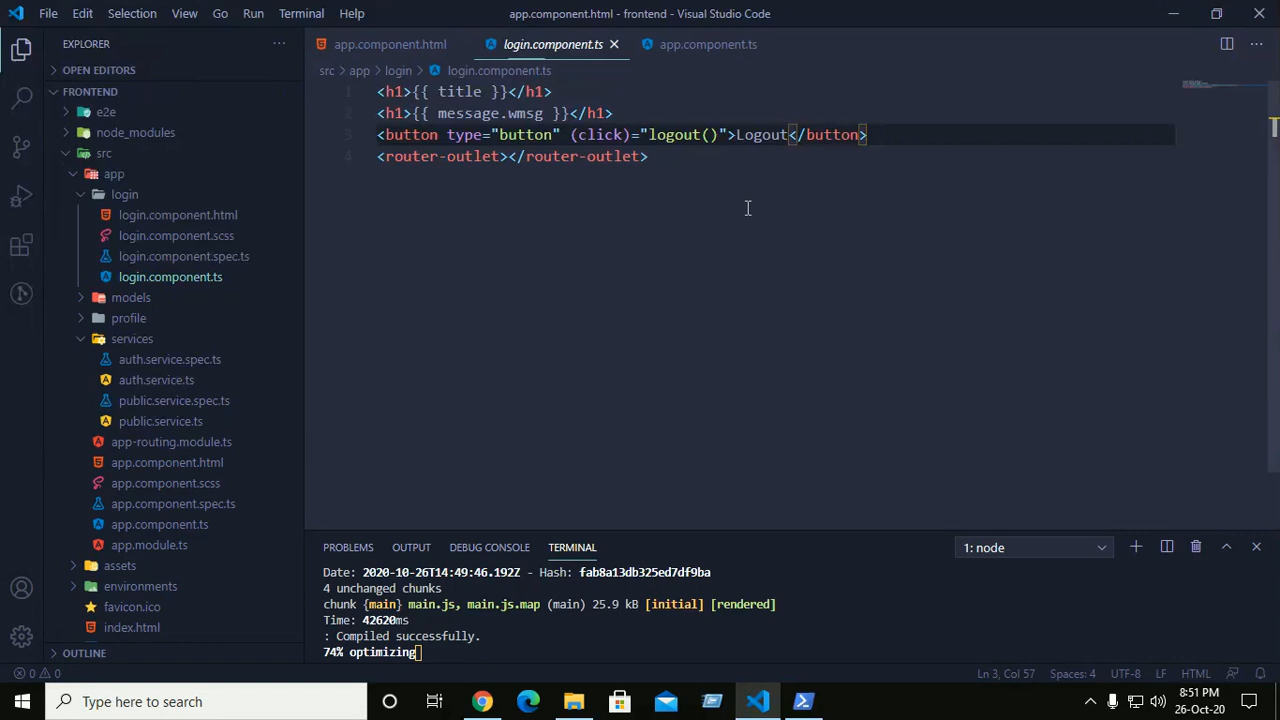 File Edit Selection View Go Run Terminal Help app.component.html - frontend - Visual Studio Code
EXPLORER
app.component.html login.component.ts app.component.ts
OPEN EDITORS
src > app > login > login.component.ts
FRONTEND
e2e
node_modules
src
app
login
login.component.html
login.component.scss
login.component.spec.ts
login.component.ts
models
profile
services
auth.service.spec.ts
auth.service.ts
public.service.spec.ts
public.service.ts
app-routing.module.ts
app.component.html
app.component.scss
app.component.spec.ts
app.component.ts
app.module.ts
assets
environments
favicon.ico
index.html
OUTLINE
1 <h1>{{ title }}</h1>
2 <h1>{{ message.wmsg }}</h1>
3 <button type="button" (click)="logout()">Logout</button>
4 <router-outlet></router-outlet>
PROBLEMS OUTPUT DEBUG CONSOLE TERMINAL 1: node
Date: 2020-10-26T14:49:46.192Z - Hash: fab8a13db325ed7df9ba
4 unchanged chunks
chunk {main} main.js, main.js.map (main) 25.9 kB [initial] [rendered]
Time: 42620ms
: Compiled successfully.
74% optimizing
0 0 Ln 3, Col 57 Spaces: 4 UTF-8 LF HTML
Type here to search
8:51 PM
26-Oct-20